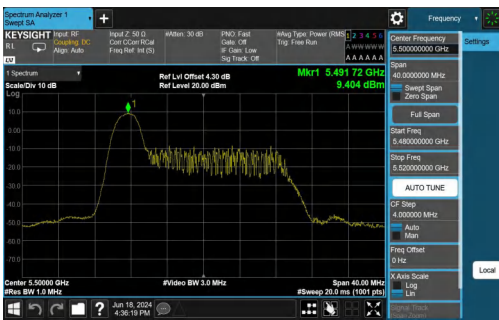 Spectrum Analyzer 1
Swept SA
Frequency
KEYSIGHT
RL
LV
Input: RF
Coupling: DC
Align: Auto
Input Z: 50 Ω
Corr CCorr RCal
Freq Ref: Int (S)
#Atten: 30 dB
PNO: Fast
Gate: Off
IF Gain: Low
Sig Track: Off
#Avg Type: Power (RMS
Trig: Free Run
1 2 3 4 5 6
A W W W W W
A A A A A A
1 Spectrum
Scale/Div 10 dB
Log
Ref Lvl Offset 4.30 dB
Ref Level 20.00 dBm
Mkr1 5.491 72 GHz
9.404 dBm
1
10.0
0.00
-10.0
-20.0
-30.0
-40.0
-50.0
-60.0
-70.0
Center 5.50000 GHz
#Res BW 1.0 MHz
#Video BW 3.0 MHz
Span 40.00 MHz
#Sweep 20.0 ms (1001 pts)
Center Frequency
5.500000000 GHz
Settings
Span
40.0000000 MHz
Swept Span
Zero Span
Full Span
Start Freq
5.480000000 GHz
Stop Freq
5.520000000 GHz
AUTO TUNE
CF Step
4.000000 MHz
Auto
Man
Freq Offset
0 Hz
X Axis Scale
Log
Lin
Local
Signal Track
?
Jun 18, 2024
4:36:19 PM